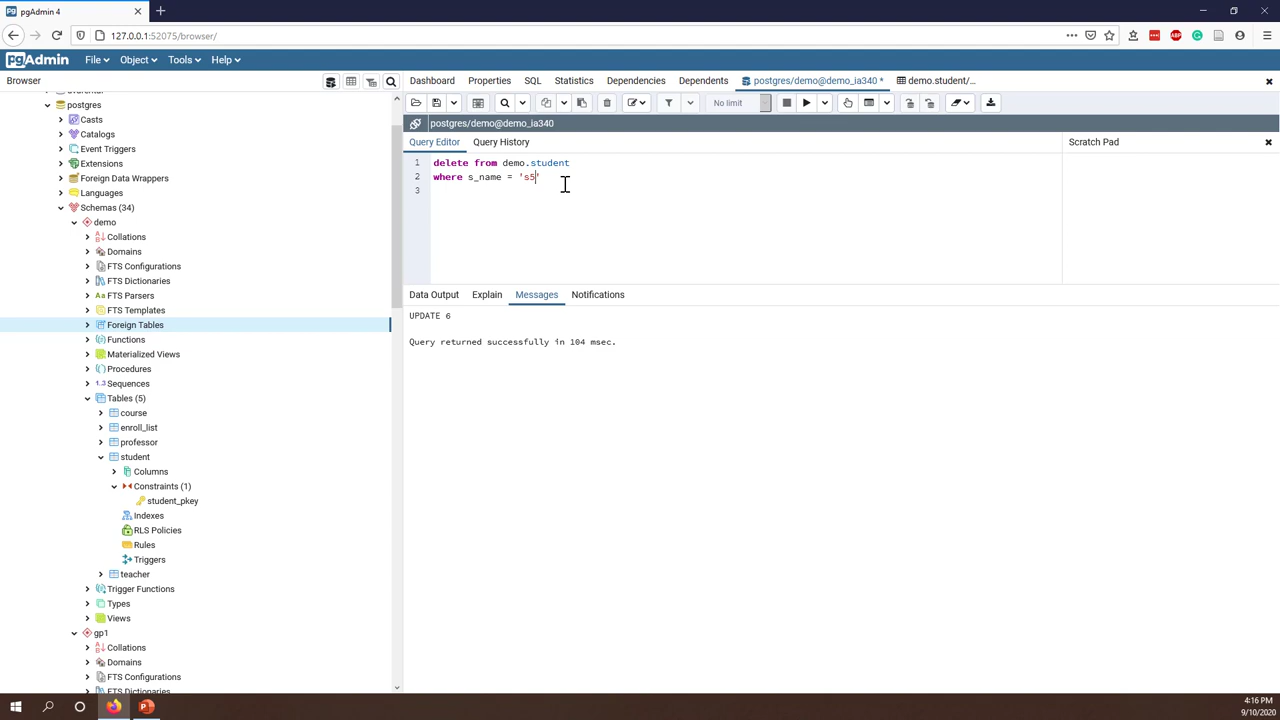 pgAdmin 4
127.0.0.1:52075/browser/
pgAdmin File Object Tools Help
Browser
Dashboard Properties SQL Statistics Dependencies Dependents postgres/demo@demo_ia340 * demo.student/...
No limit
postgres/demo@demo_ia340
Query Editor Query History
Scratch Pad
1 delete from demo.student
2 where s_name = 's5'
3
Data Output Explain Messages Notifications
UPDATE 6
Query returned successfully in 104 msec.
postgres
Casts
Catalogs
Event Triggers
Extensions
Foreign Data Wrappers
Languages
Schemas (34)
demo
Collations
Domains
FTS Configurations
FTS Dictionaries
Aa FTS Parsers
FTS Templates
Foreign Tables
Functions
Materialized Views
Procedures
1..3 Sequences
Tables (5)
course
enroll_list
professor
student
Columns
Constraints (1)
student_pkey
Indexes
RLS Policies
Rules
Triggers
teacher
Trigger Functions
Types
Views
gp1
Collations
Domains
FTS Configurations
FTS Dictionaries
4:16 PM
9/10/2020